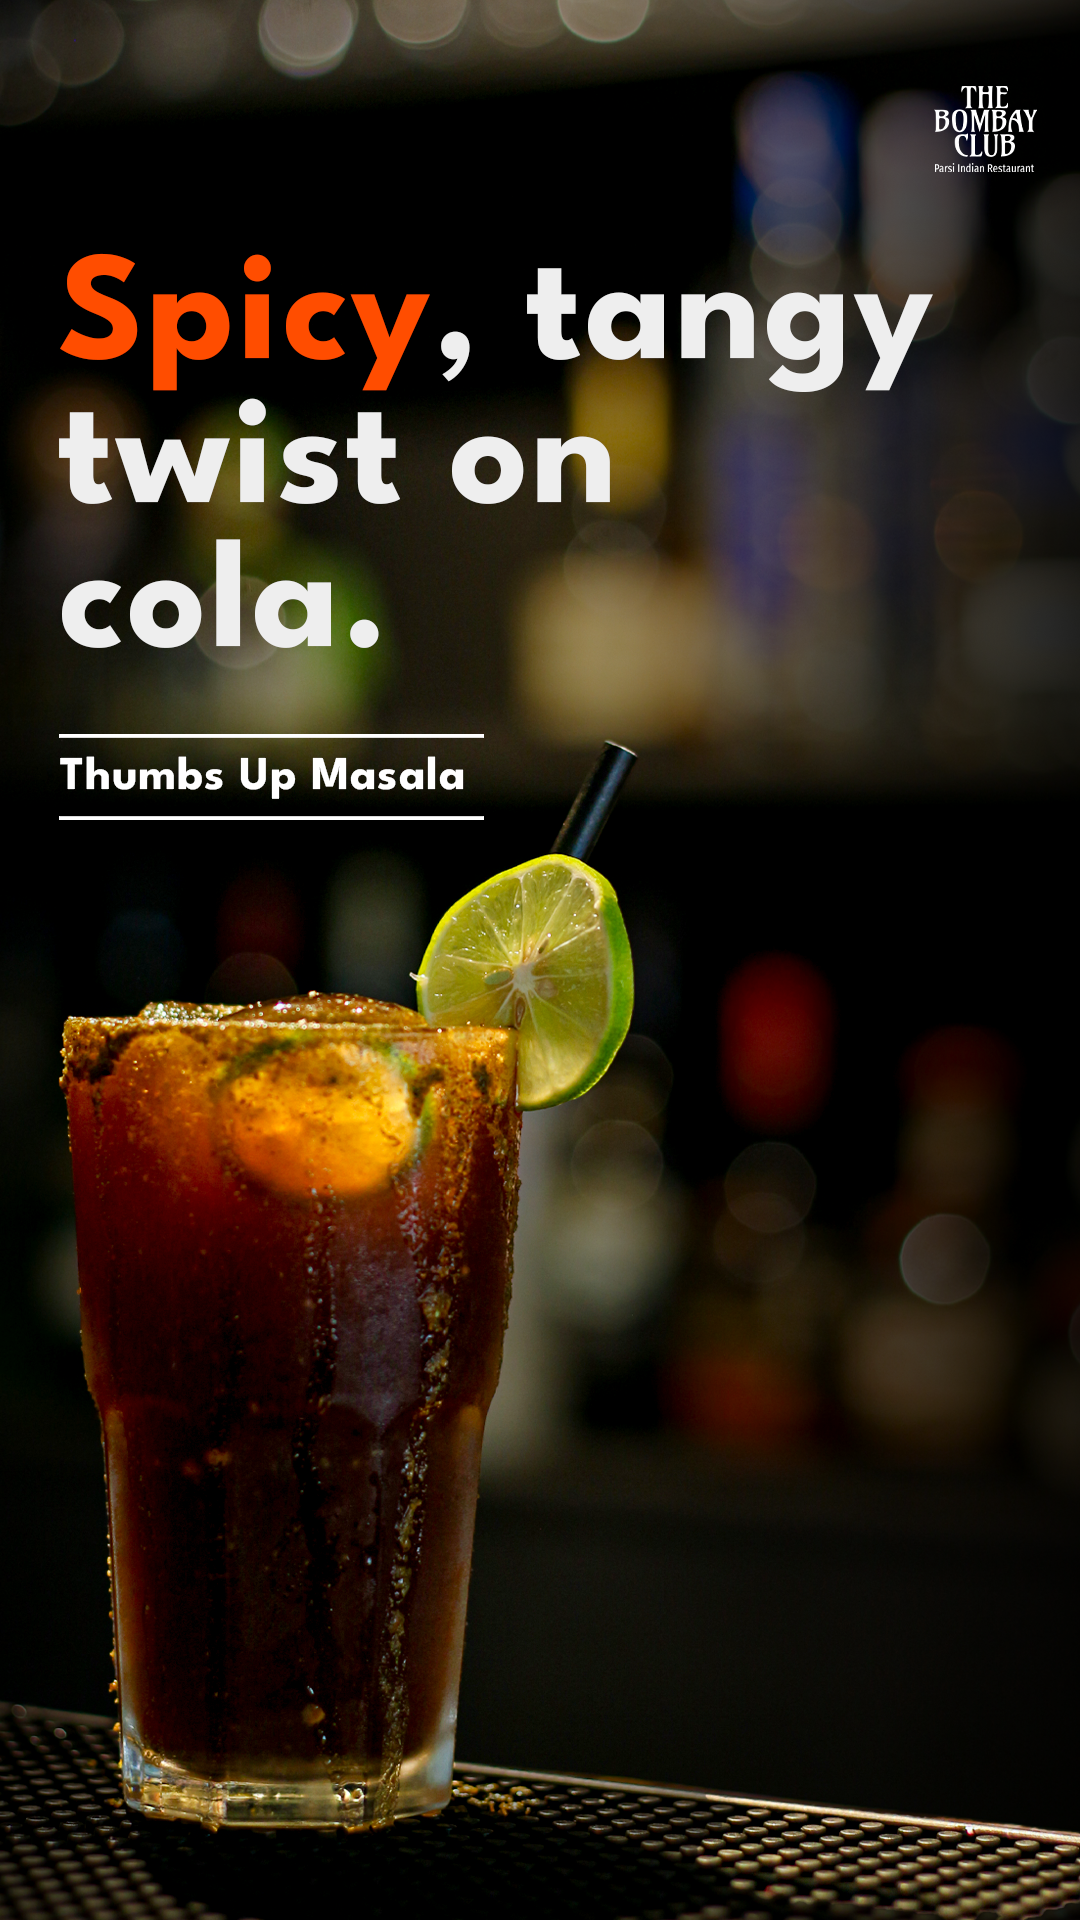 THE
BOMBAY
CLUB
Parsi Indian Restaurant
Spicy, tangy
twist on
cola.
Thumbs Up Masala